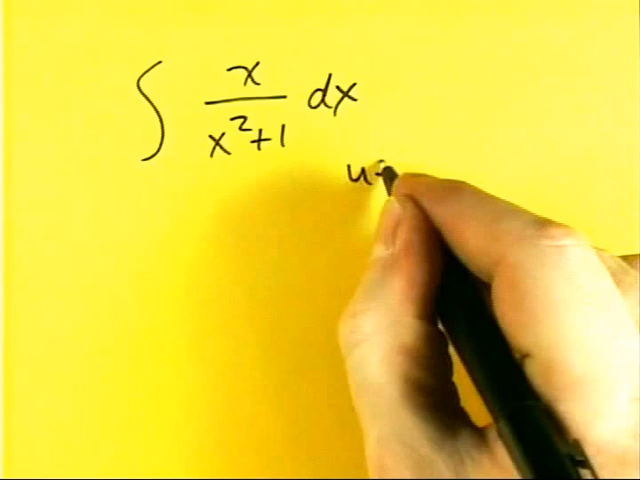 ∫ x/(x²+1) dx
u=